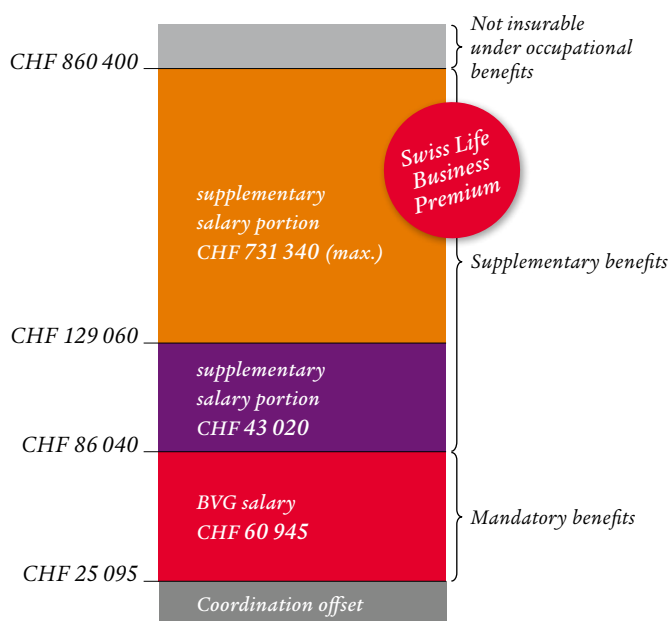 Not insurable
under occupational
benefits
CHF 860 400
Swiss Life
Business
Premium
supplementary
salary portion
CHF 731 340 (max.)
Supplementary benefits
CHF 129 060
supplementary
salary portion
CHF 43 020
CHF 86 040
BVG salary
CHF 60 945
Mandatory benefits
CHF 25 095
Coordination offset